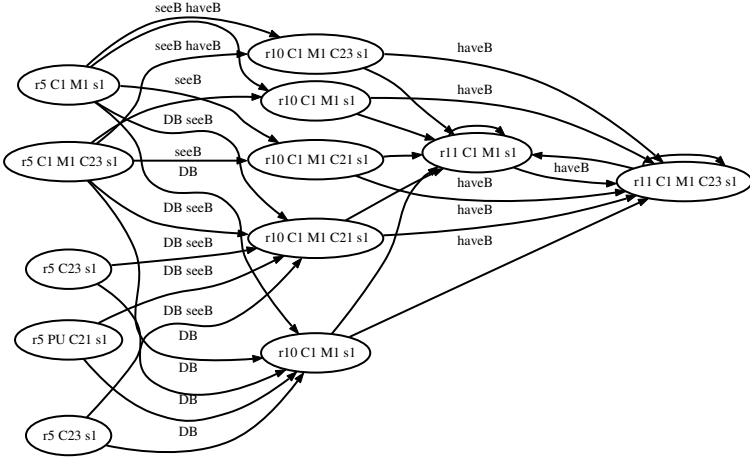 seeB haveB
r5 C1 M1 s1
seeB haveB
r10 C1 M1 C23 s1
haveB
seeB
r10 C1 M1 s1
haveB
DB seeB
r5 C1 M1 C23 s1
seeB
r10 C1 M1 C21 s1
r11 C1 M1 s1
DB
haveB
haveB
r11 C1 M1 C23 s1
DB seeB
haveB
r10 C1 M1 C21 s1
DB seeB
haveB
r5 C23 s1
DB seeB
DB seeB
r5 PU C21 s1
DB
r10 C1 M1 s1
DB
DB
r5 C23 s1
DB